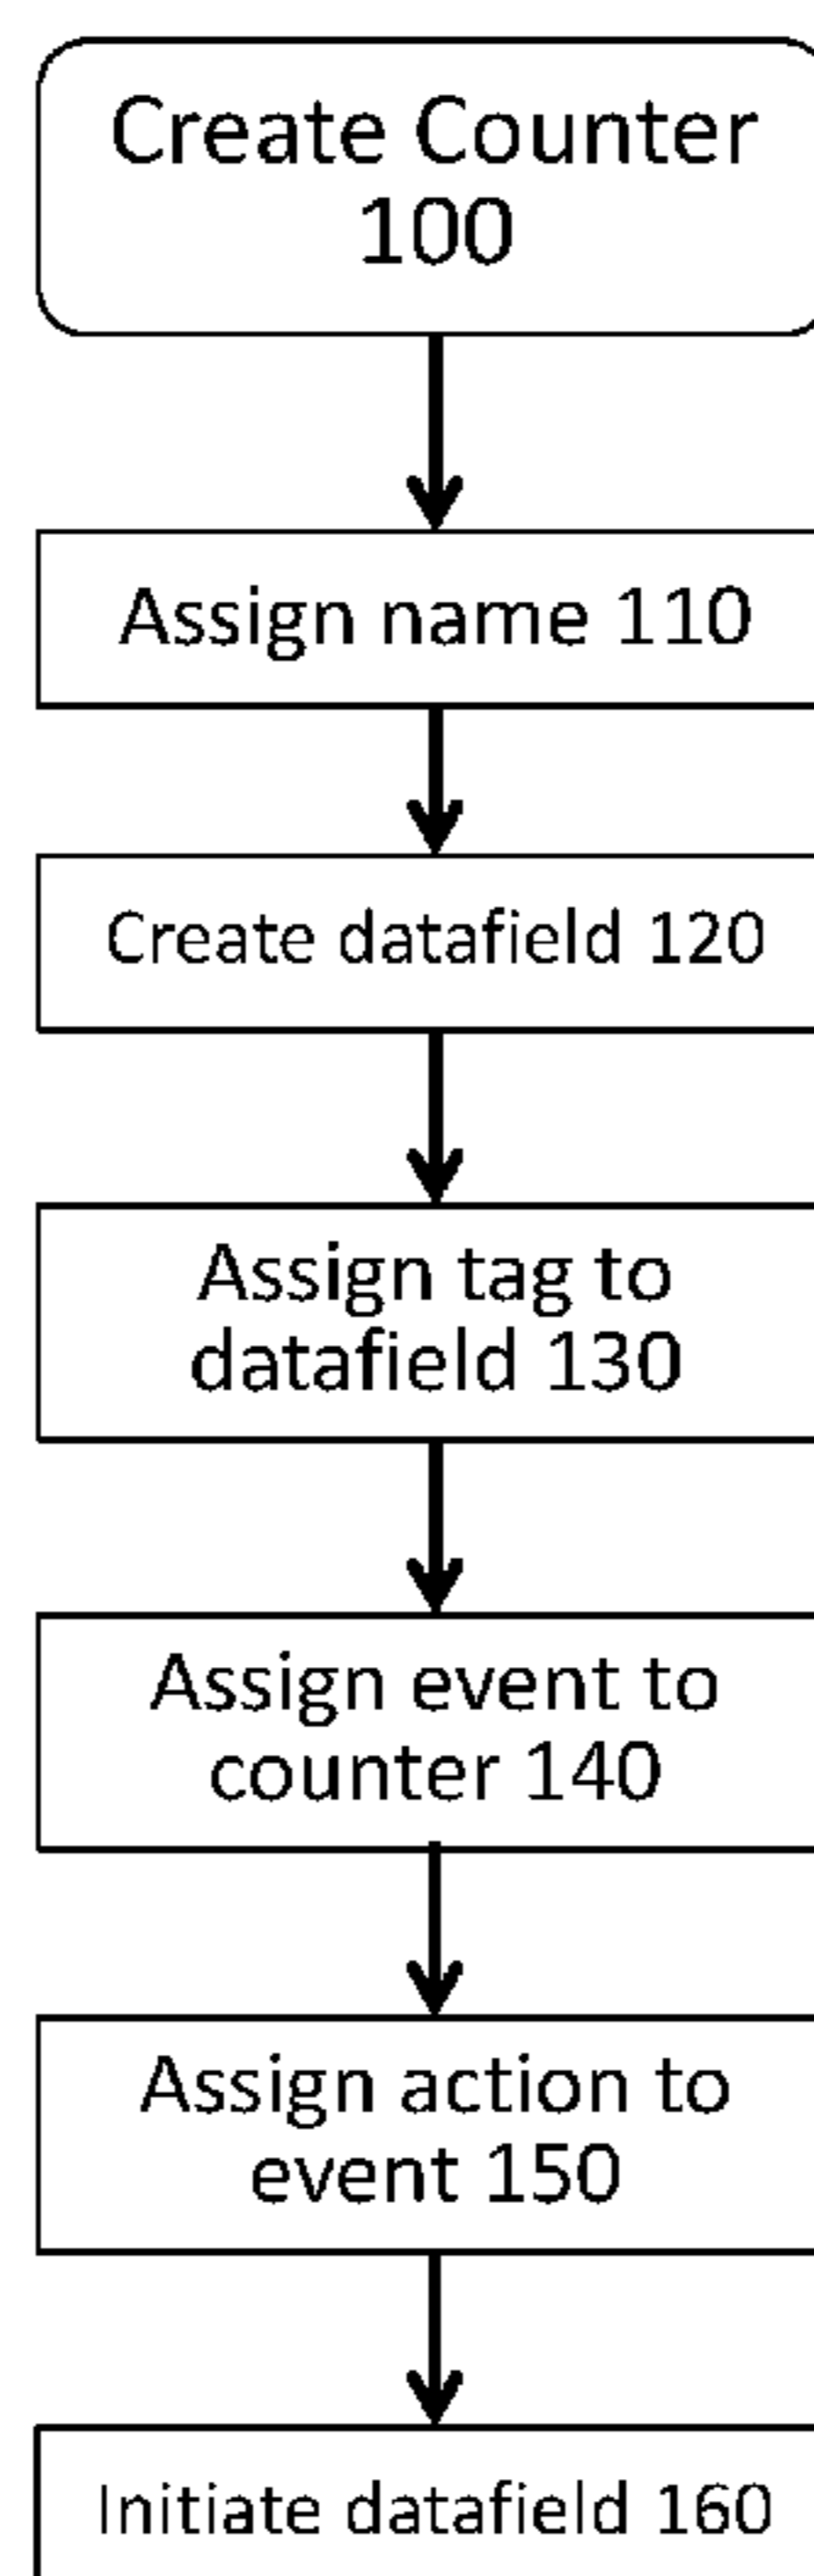 Create Counter
100
Assign name 110
Create datafield 120
Assign tag to
datafield 130
Assign event to
counter 140
Assign action to
event 150
Initiate datafield 160